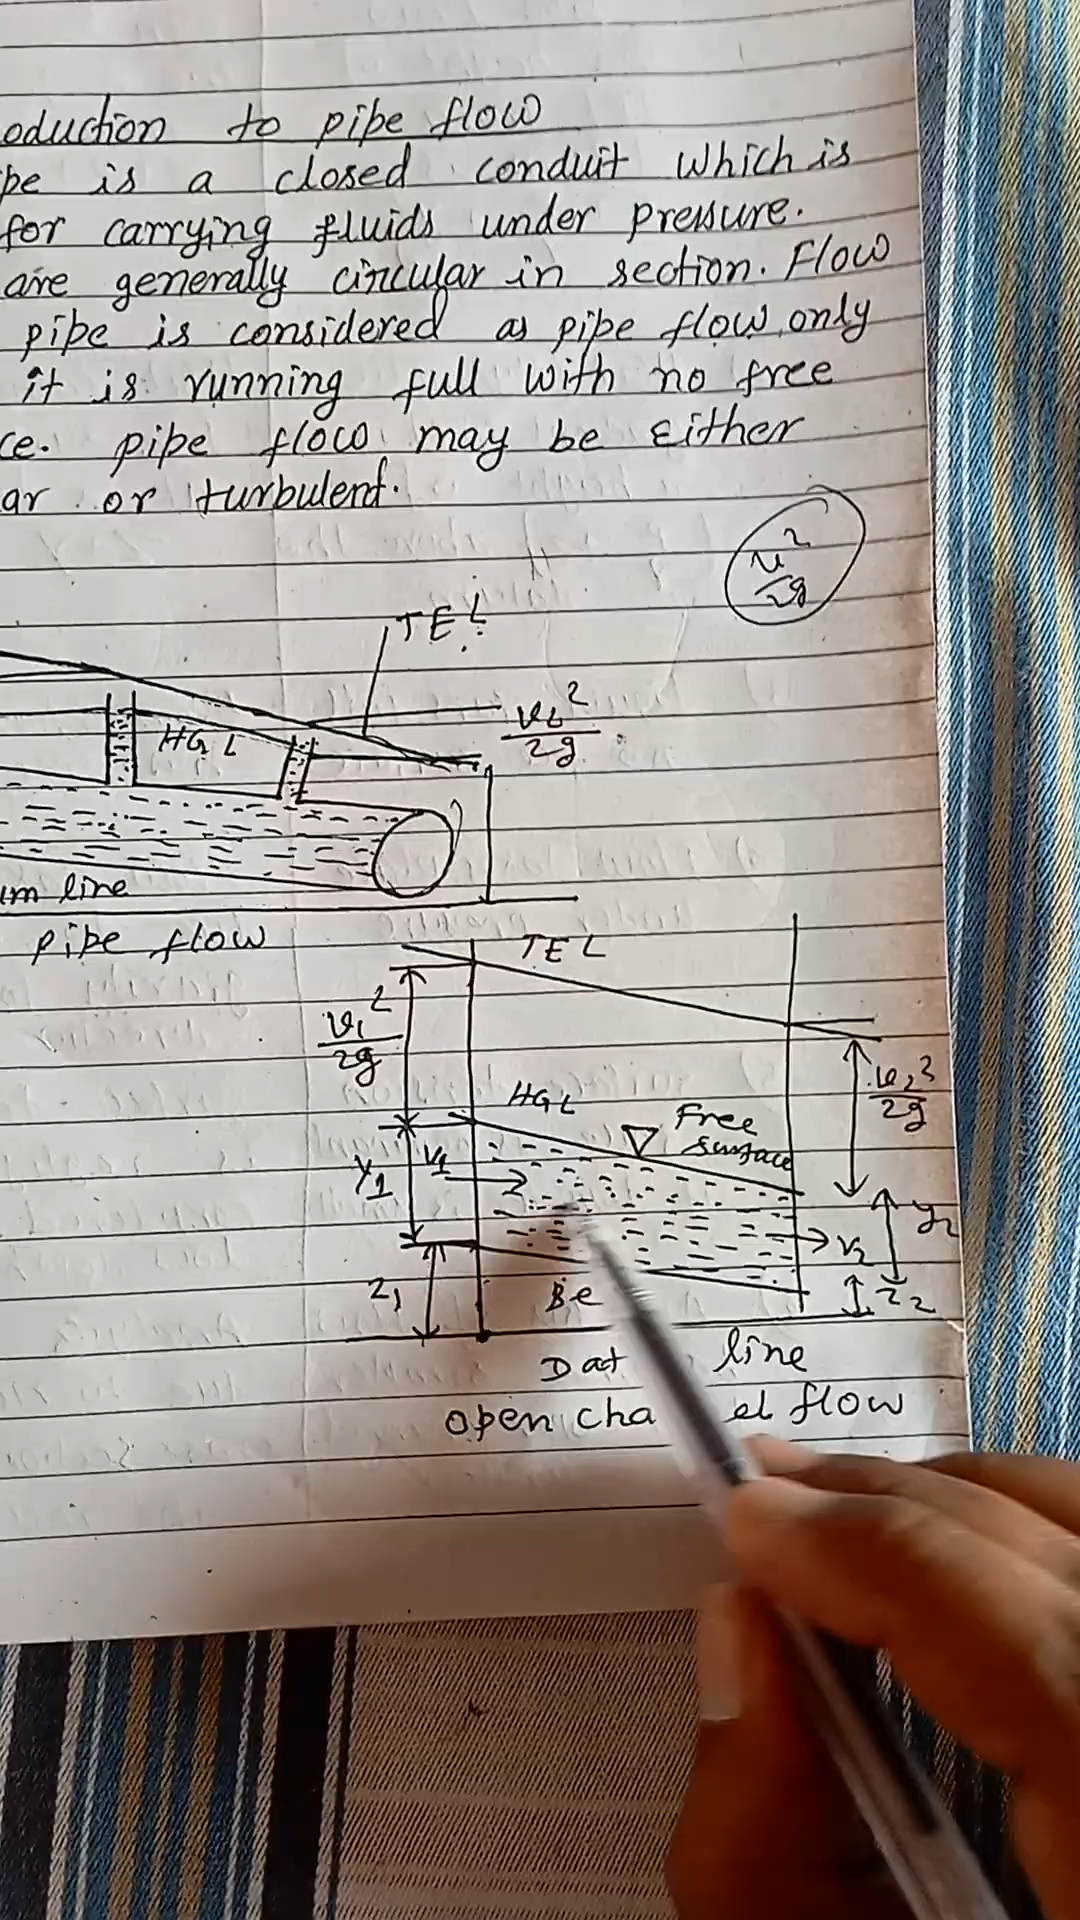 oduction to pipe flow
pe is a closed conduit which is
for carrying fluids under pressure.
are generally circular in section. Flow
pipe is considered as pipe flow only
it is running full with no free
ce. pipe flow may be either
ar or turbulent.
v²/2g
TEL
HGL
v₂²/2g
um line
pipe flow
TEL
v₁²/2g
HGL
v₂²/2g
Free
surface
y₁
V₁
y₂
V₂
Z₁
Be
Z₂
Dat line
open cha el flow